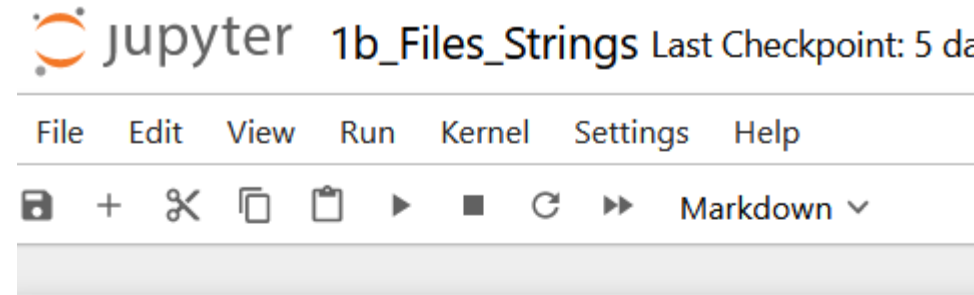 jupyter 1b_Files_Strings Last Checkpoint: 5
File Edit View Run Kernel Settings Help
Markdown